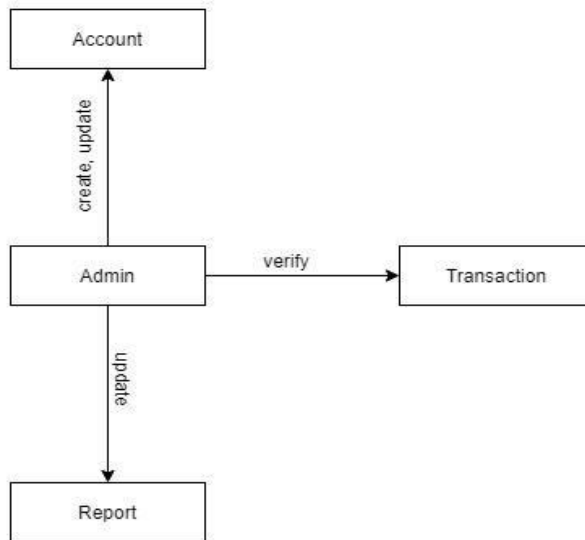 Account
create, update
Admin
verify
Transaction
update
Report